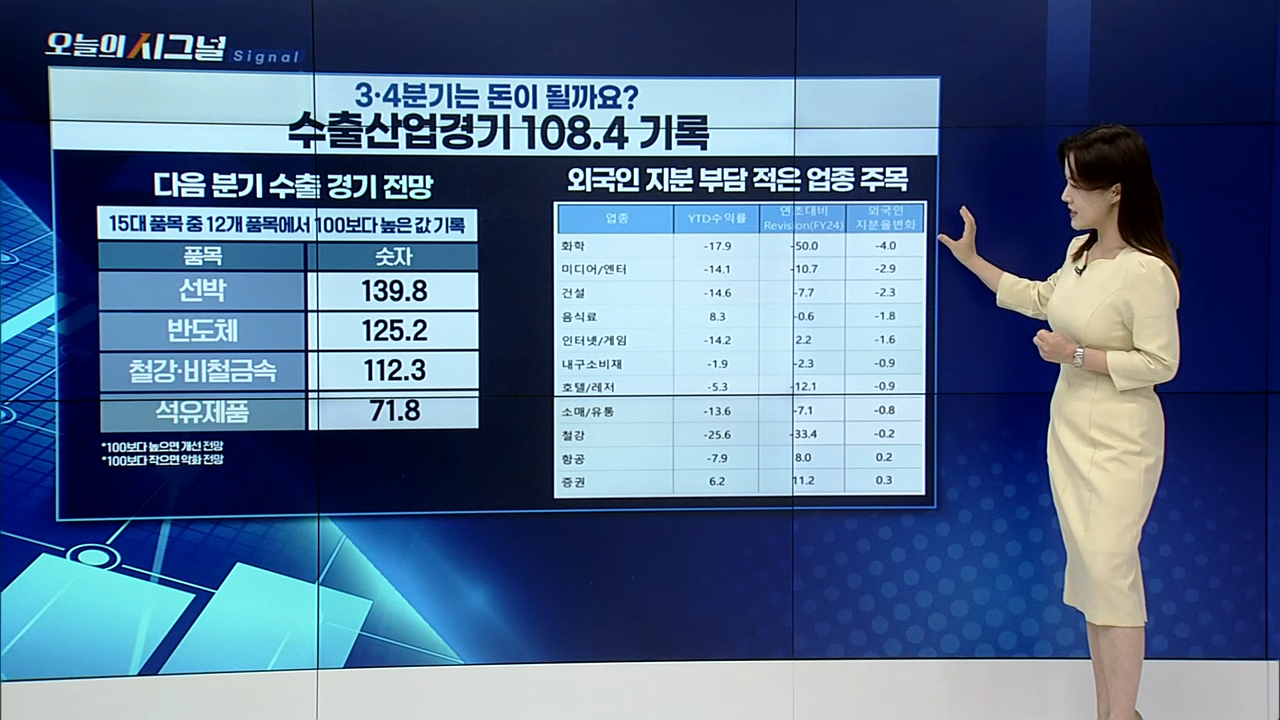 오늘의 시그널 Signal
3·4분기는 돈이 될까요?
수출산업경기 108.4 기록
다음 분기 수출 경기 전망
15대 품목 중 12개 품목에서 100보다 높은 값 기록
품목 숫자
선박 139.8
반도체 125.2
철강·비철금속 112.3
석유제품 71.8
*100보다 높으면 개선 전망
*100보다 작으면 악화 전망
외국인 지분 부담 적은 업종 주목
업종 YTD수익률 연초대비 Revision(FY24) 외국인 지분율변화
화학 -17.9 -50.0 -4.0
미디어/엔터 -14.1 -10.7 -2.9
건설 -14.6 -7.7 -2.3
음식료 8.3 -0.6 -1.8
인터넷/게임 -14.2 2.2 -1.6
내구소비재 -1.9 -2.3 -0.9
호텔/레저 -5.3 -12.1 -0.9
소매/유통 -13.6 -7.1 -0.8
철강 -25.6 -33.4 -0.2
항공 -7.9 8.0 0.2
증권 6.2 11.2 0.3